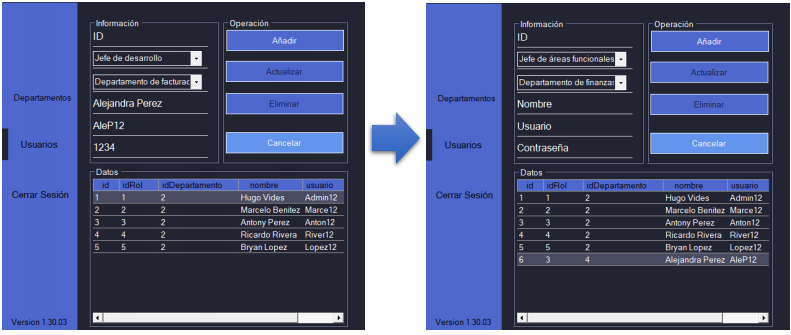 Información
ID
Jefe de desarrollo
Departamento de facturac
Alejandra Perez
AleP12
1234
Operación
Añadir
Actualizar
Eliminar
Cancelar
Departamentos
Usuarios
Cerrar Sesión
Version 1.30.03
Datos
id idRol idDepartamento nombre usuario
1 1 2 Hugo Vides Admin12
2 2 2 Marcelo Benitez Marce12
3 3 2 Antony Perez Anton12
4 4 2 Ricardo Rivera River12
5 5 2 Bryan Lopez Lopez12
Información
ID
Jefe de áreas funcionales
Departamento de finanza:
Nombre
Usuario
Contraseña
Operación
Añadir
Actualizar
Eliminar
Cancelar
Departamentos
Usuarios
Cerrar Sesión
Version 1.30.03
Datos
id idRol idDepartamento nombre usuario
1 1 2 Hugo Vides Admin12
2 2 2 Marcelo Benitez Marce12
3 3 2 Antony Perez Anton12
4 4 2 Ricardo Rivera River12
5 5 2 Bryan Lopez Lopez12
6 3 4 Alejandra Perez AleP12